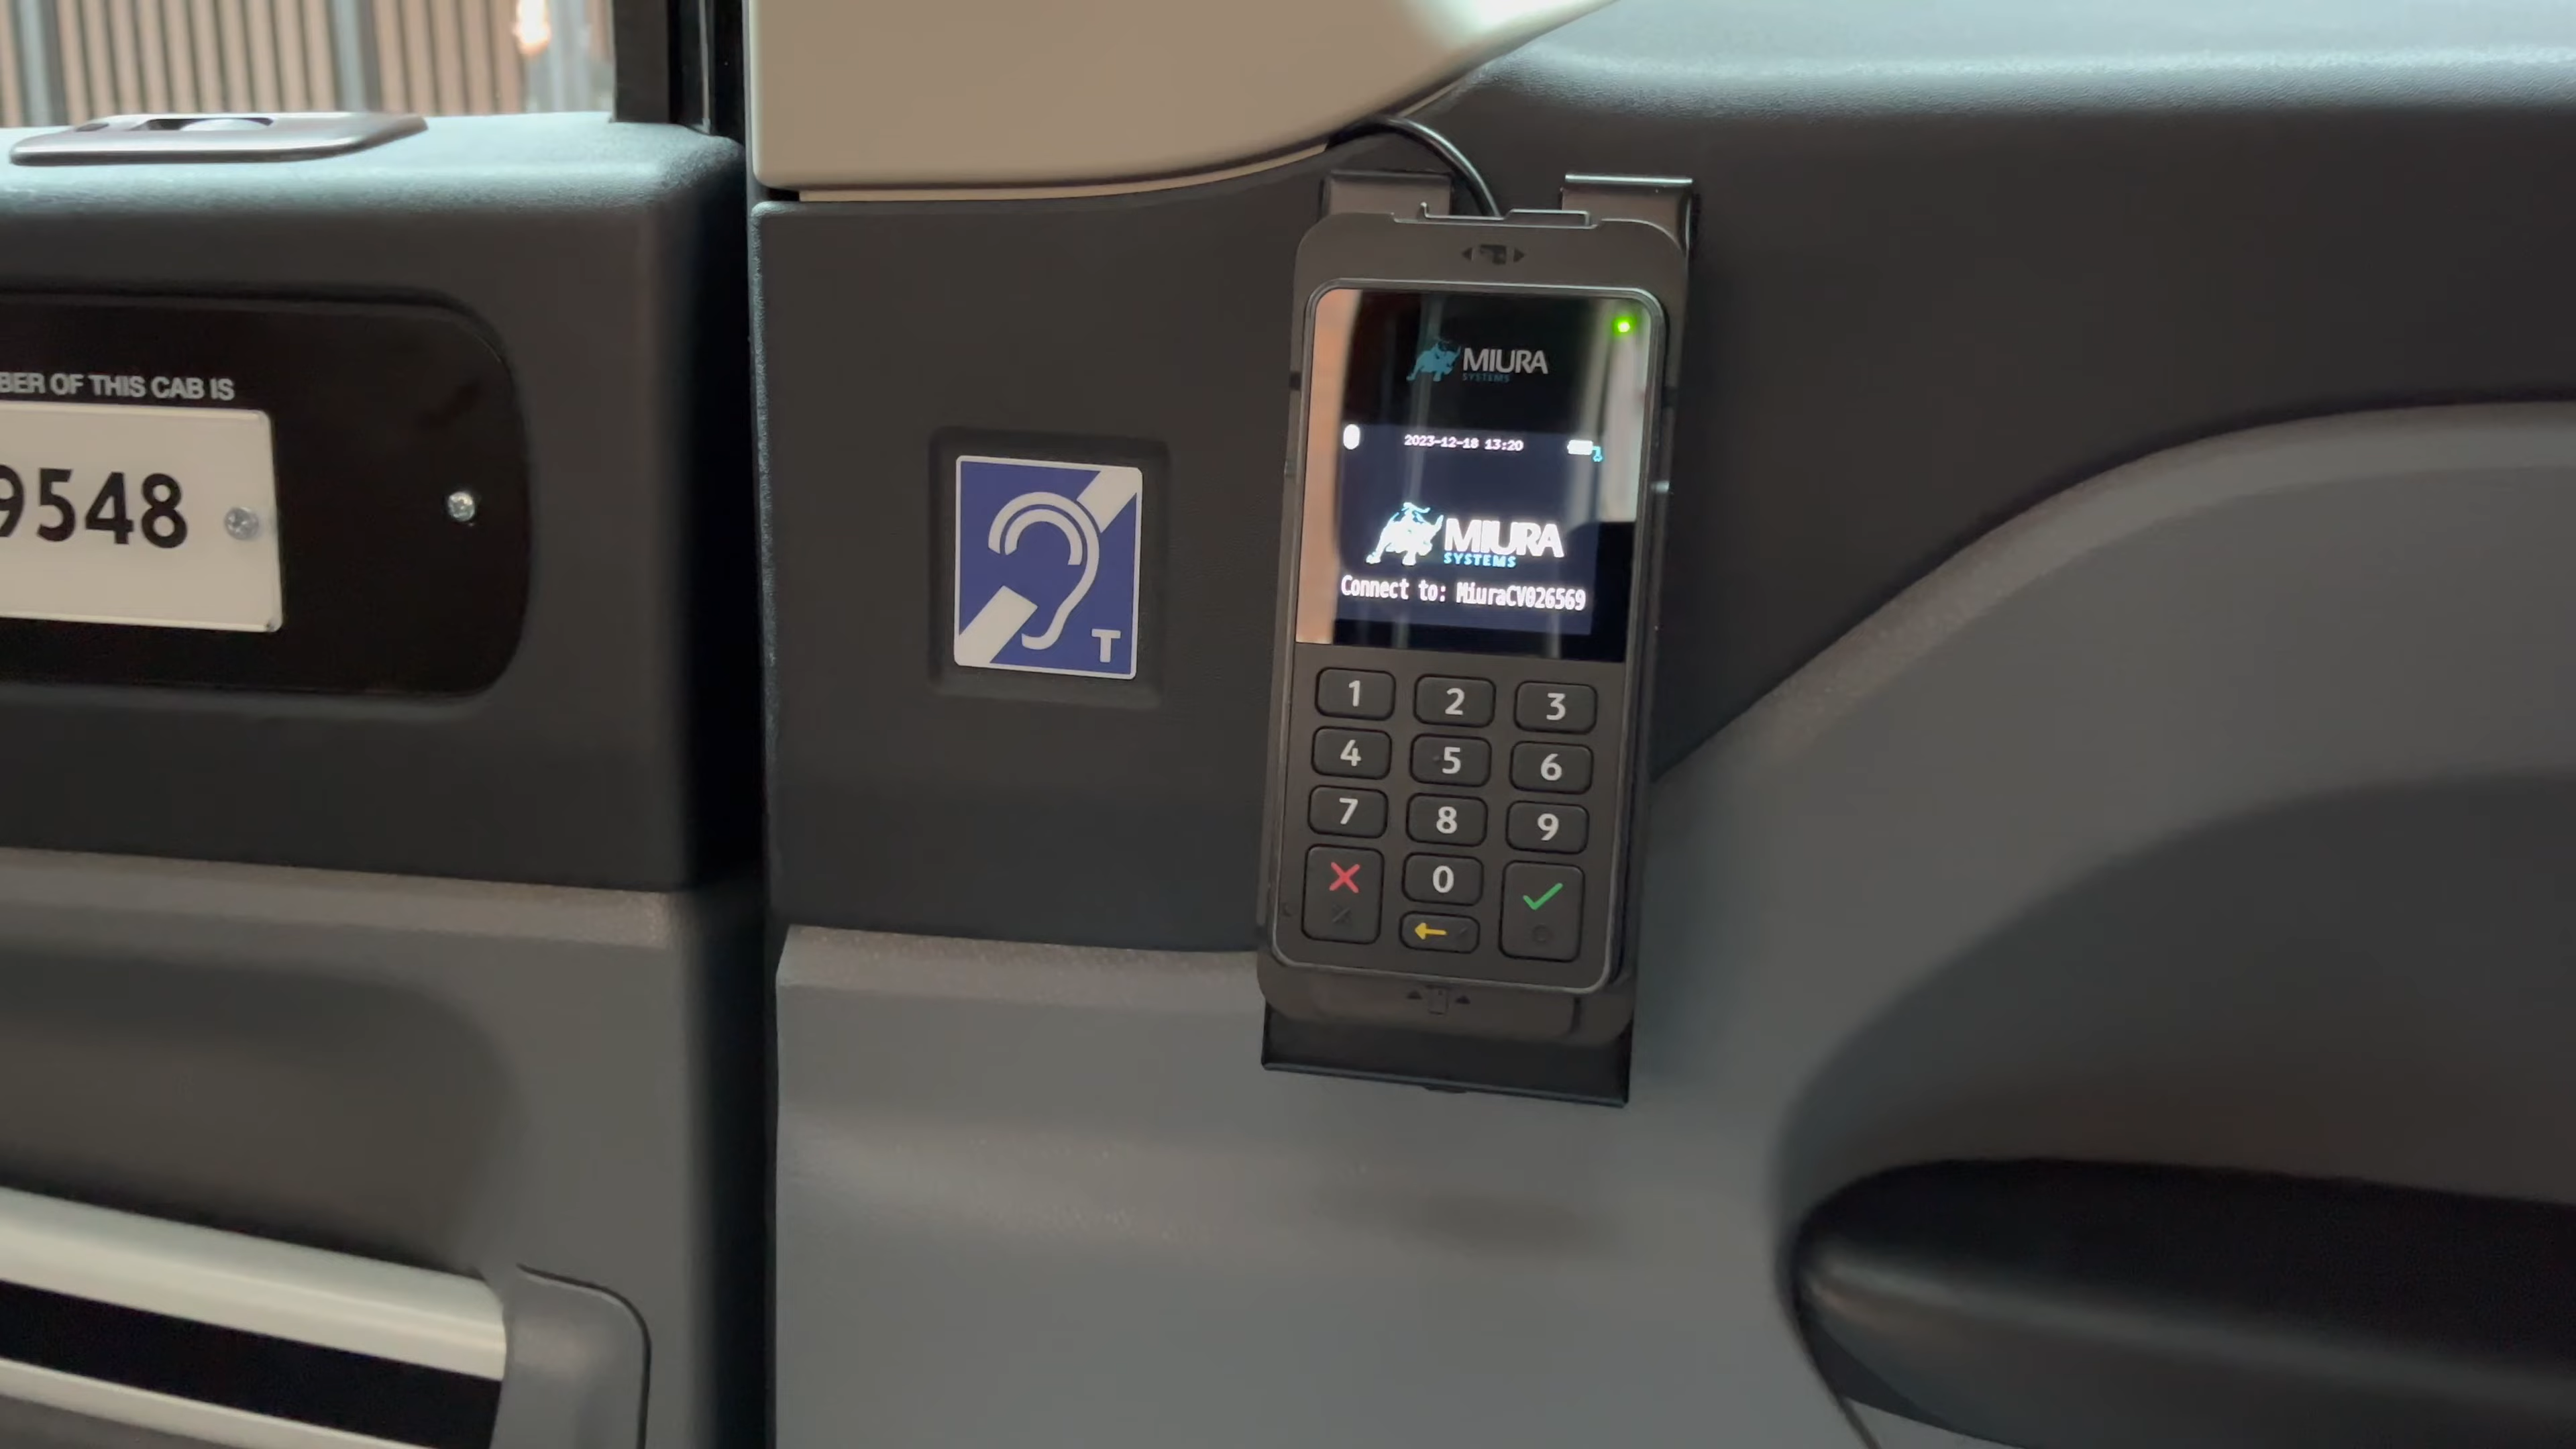 BER OF THIS CAB IS
9548
T
MIURA
SYSTEMS
2023-12-18 13:20
MIURA
SYSTEMS
Connect to: MiuraCV026569
1 2 3
4 5 6
7 8 9
0